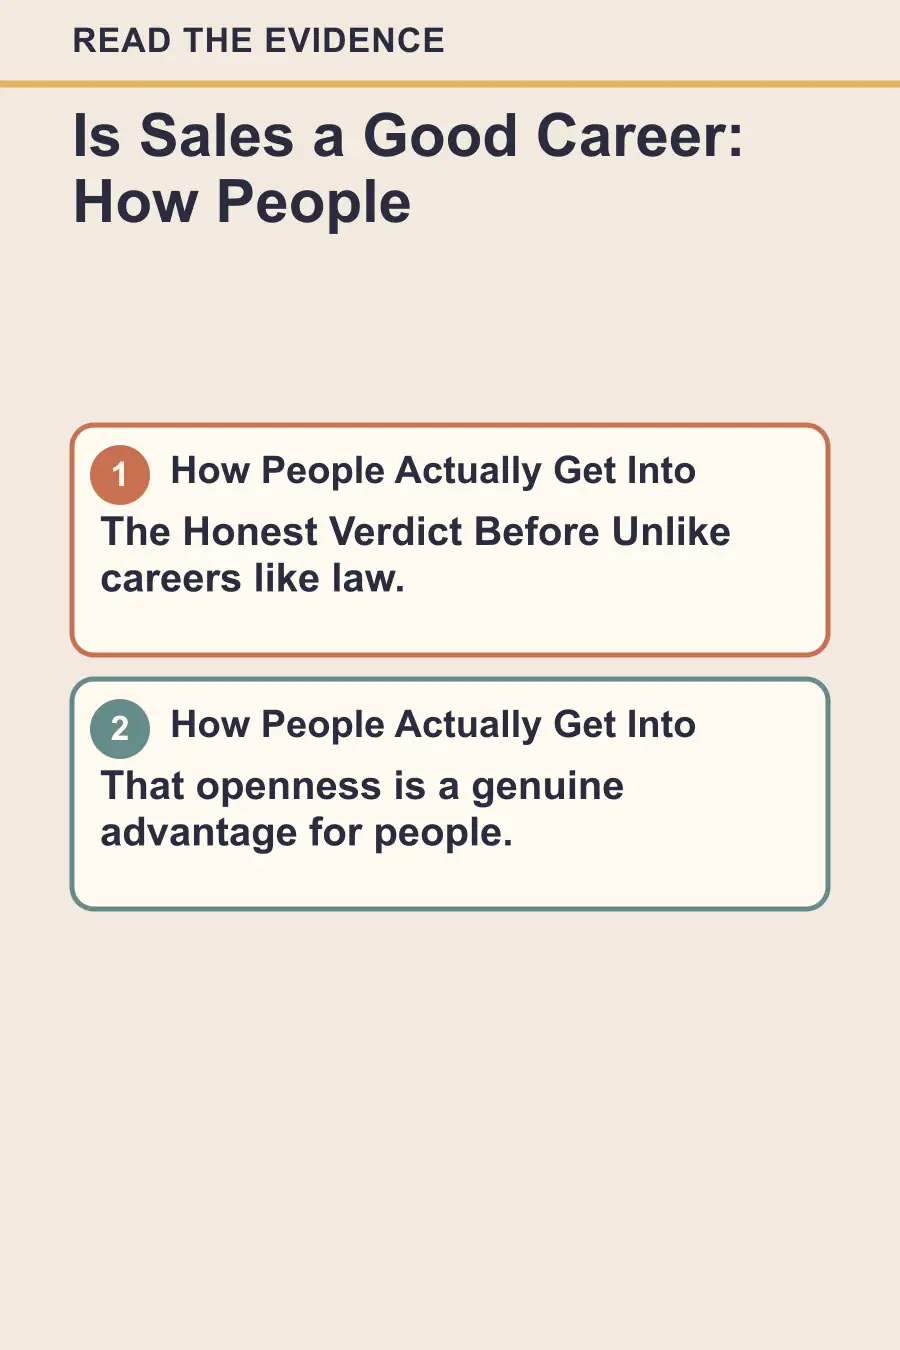 READ THE EVIDENCE
Is Sales a Good Career:
How People
1 How People Actually Get Into
The Honest Verdict Before Unlike
careers like law.
2 How People Actually Get Into
That openness is a genuine
advantage for people.